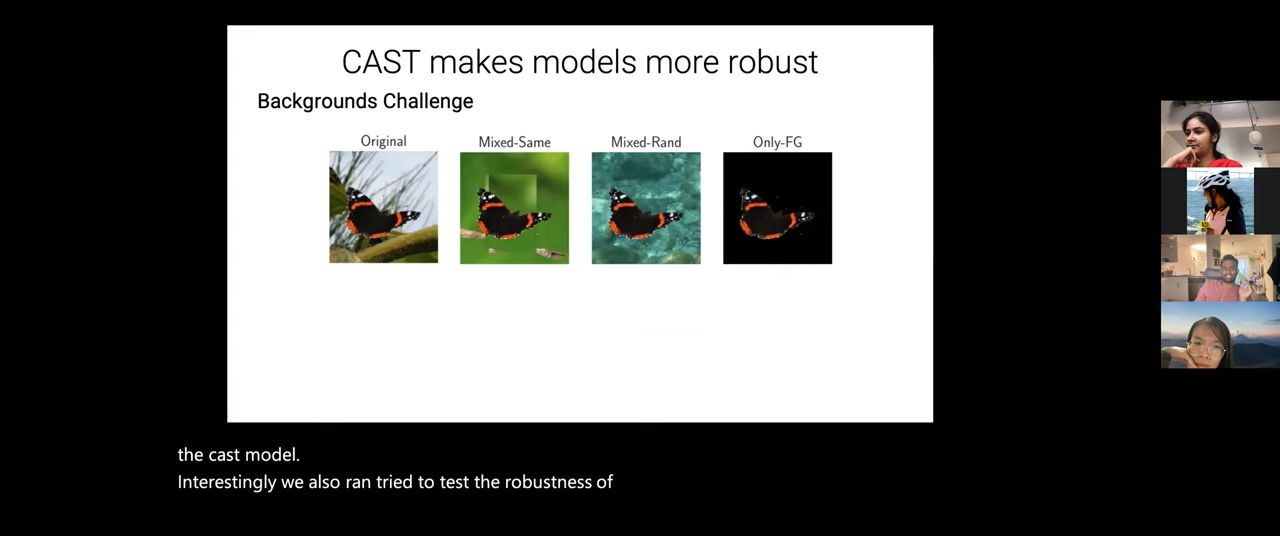 CAST makes models more robust
Backgrounds Challenge
Original Mixed-Same Mixed-Rand Only-FG
the cast model.
Interestingly we also ran tried to test the robustness of